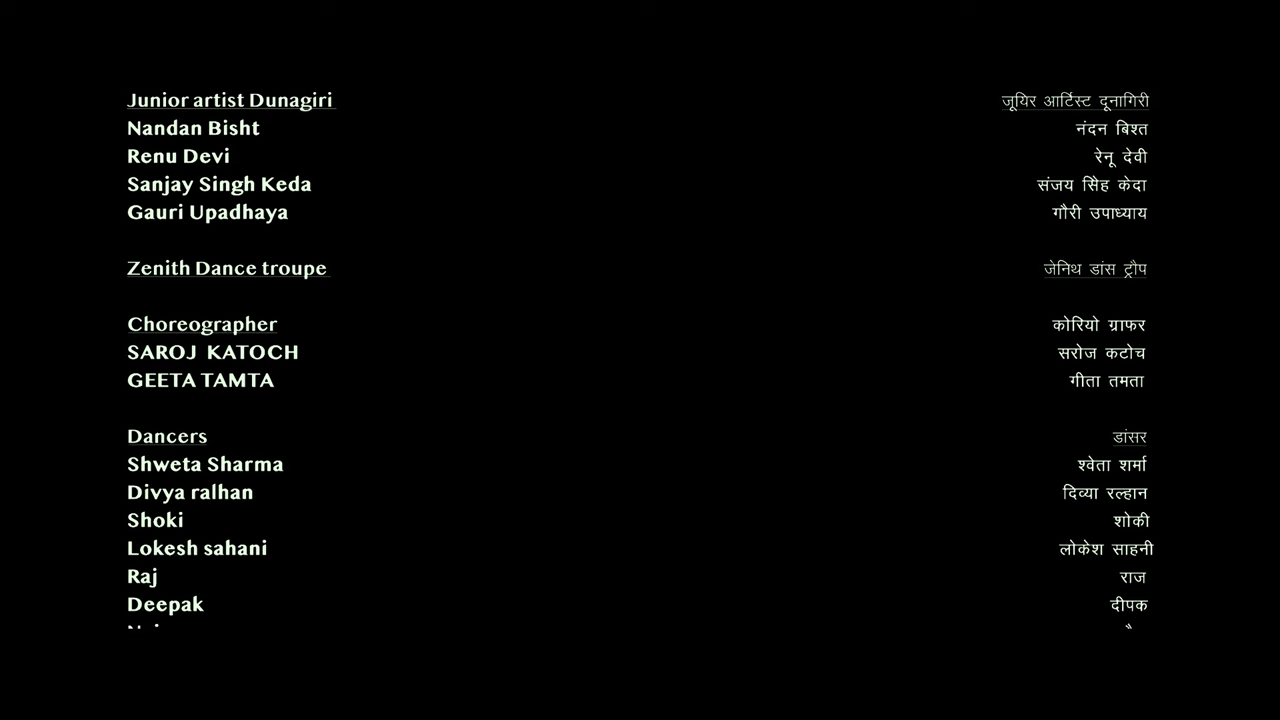 Junior artist Dunagiri जूयिर आर्टिस्ट दूनागिरी
Nandan Bisht नंदन बिश्त
Renu Devi रेनू देवी
Sanjay Singh Keda संजय सिंह केदा
Gauri Upadhaya गौरी उपाध्याय
Zenith Dance troupe जेनिथ डांस ट्रौप
Choreographer कोरियो ग्राफर
SAROJ KATOCH सरोज कटोच
GEETA TAMTA गीता तमता
Dancers डांसर
Shweta Sharma श्वेता शर्मा
Divya ralhan दिव्या रल्हान
Shoki शोकी
Lokesh sahani लोकेश साहनी
Raj राज
Deepak दीपक